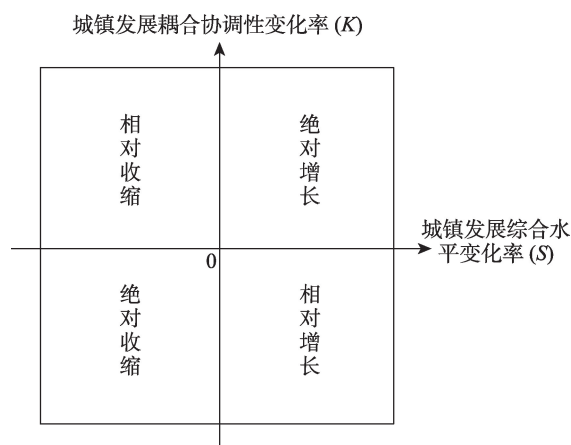 城镇发展耦合协调性变化率 (K)
相对收缩
绝对增长
城镇发展综合水
平变化率 (S)
0
绝对收缩
相对增长